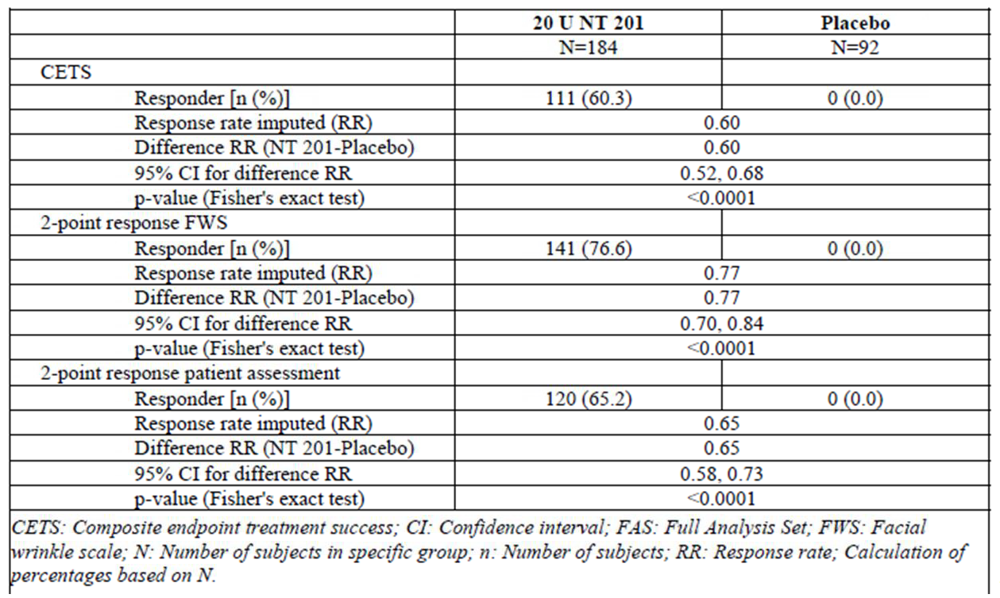 20 U NT 201 Placebo
N=184 N=92
CETS
Responder [n (%)] 111 (60.3) 0 (0.0)
Response rate imputed (RR) 0.60
Difference RR (NT 201-Placebo) 0.60
95% CI for difference RR 0.52, 0.68
p-value (Fisher's exact test) <0.0001
2-point response FWS
Responder [n (%)] 141 (76.6) 0 (0.0)
Response rate imputed (RR) 0.77
Difference RR (NT 201-Placebo) 0.77
95% CI for difference RR 0.70, 0.84
p-value (Fisher's exact test) <0.0001
2-point response patient assessment
Responder [n (%)] 120 (65.2) 0 (0.0)
Response rate imputed (RR) 0.65
Difference RR (NT 201-Placebo) 0.65
95% CI for difference RR 0.58, 0.73
p-value (Fisher's exact test) <0.0001
CETS: Composite endpoint treatment success; CI: Confidence interval; FAS: Full Analysis Set; FWS: Facial
wrinkle scale; N: Number of subjects in specific group; n: Number of subjects; RR: Response rate; Calculation of
percentages based on N.